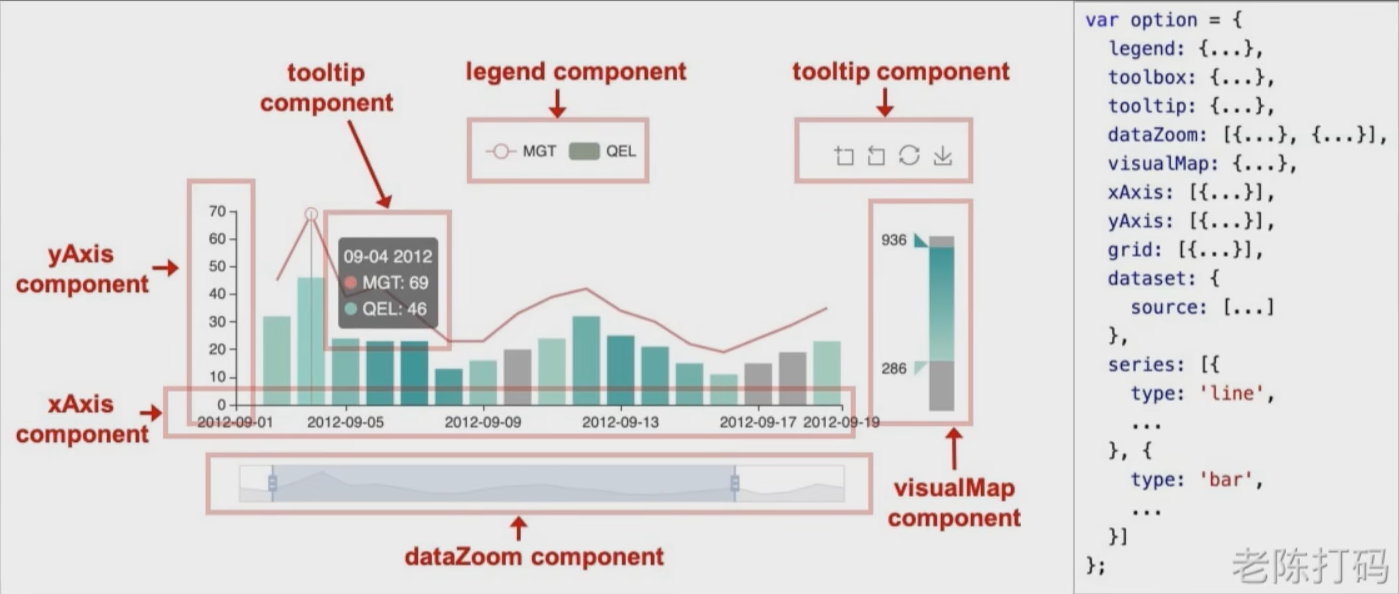 tooltip
component
legend component
tooltip component
MGT
QEL
yAxis
component
70
60
50
40
30
20
10
0
09-04 2012
MGT: 69
QEL: 46
936
286
xAxis
component
2012-09-01
2012-09-05
2012-09-09
2012-09-13
2012-09-17
2012-09-19
visualMap
component
dataZoom component
var option = {
legend: {...},
toolbox: {...},
tooltip: {...},
dataZoom: [{...}, {...}],
visualMap: {...},
xAxis: [{...}],
yAxis: [{...}],
grid: [{...}],
dataset: {
source: [...]
},
series: [{
type: 'line',
...
}, {
type: 'bar',
...
}]
};
老陈打码